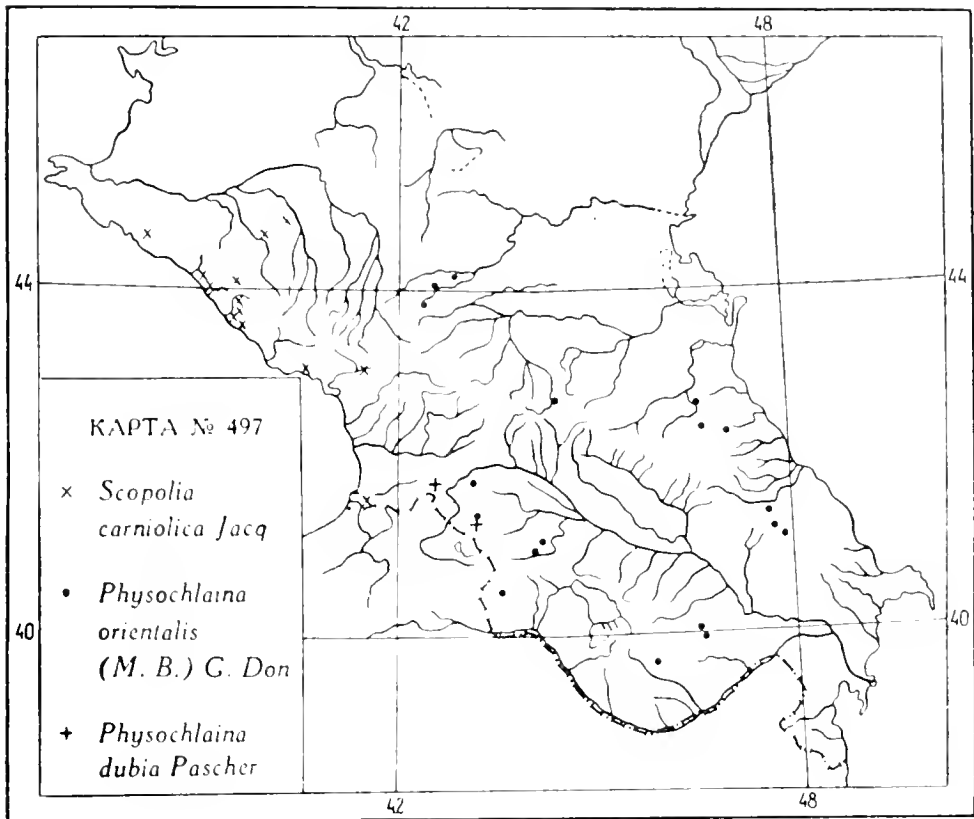 42 48
44 44
КАРТА № 497
× Scopolia
carniolica Jacq
• Physochlaina
orientalis
(M. B.) G. Don
+ Physochlaina
dubia Pascher
40
42 48